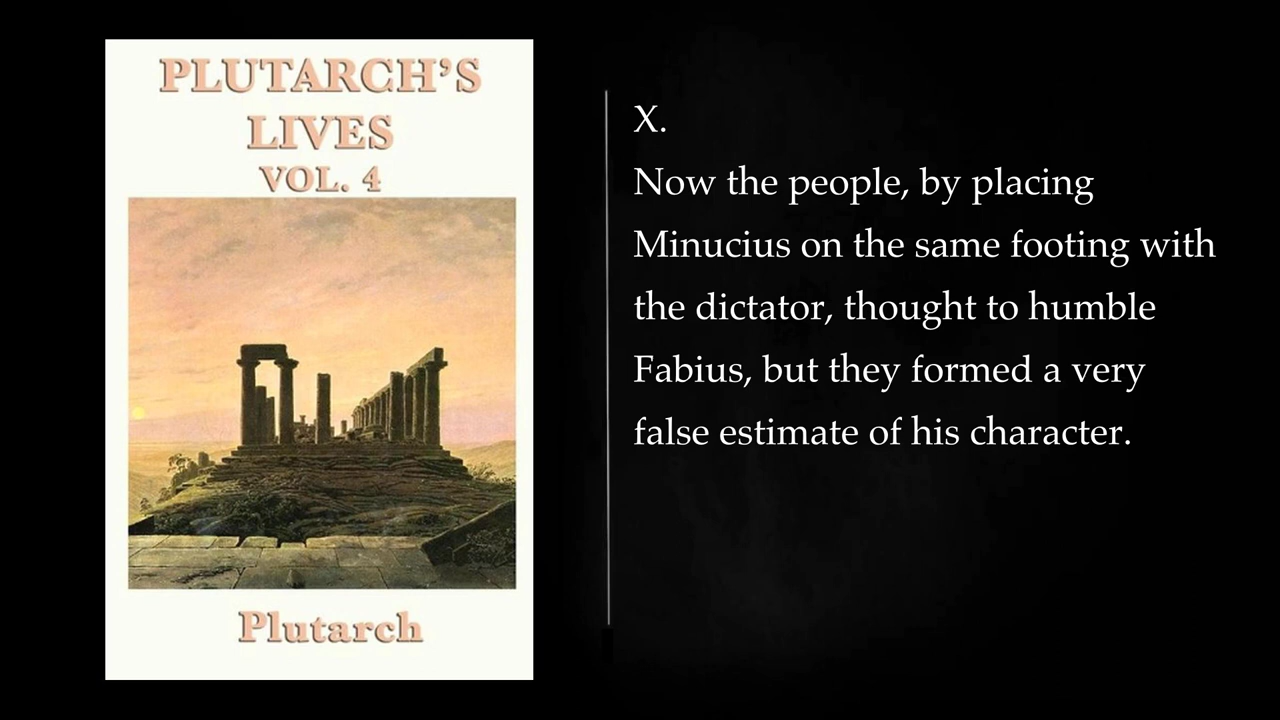 PLUTARCH'S
LIVES
VOL. 4
Plutarch
X.
Now the people, by placing
Minucius on the same footing with
the dictator, thought to humble
Fabius, but they formed a very
false estimate of his character.